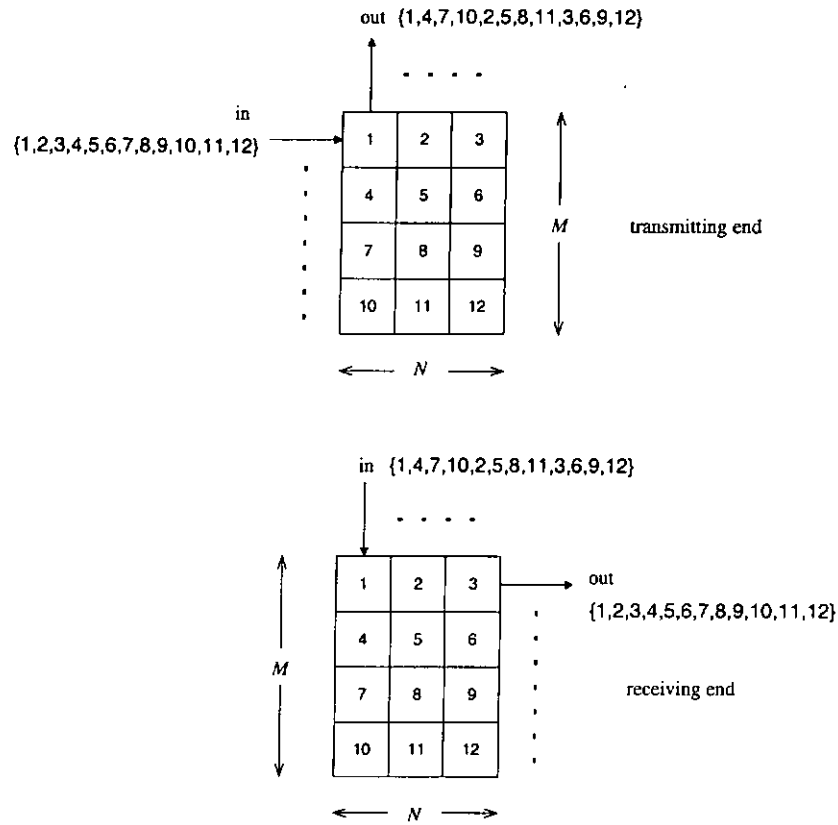 out {1,4,7,10,2,5,8,11,3,6,9,12}
in
{1,2,3,4,5,6,7,8,9,10,11,12}
1 2 3
4 5 6
M
transmitting end
7 8 9
10 11 12
N
in {1,4,7,10,2,5,8,11,3,6,9,12}
1 2 3
out
{1,2,3,4,5,6,7,8,9,10,11,12}
4 5 6
M
7 8 9
receiving end
10 11 12
N